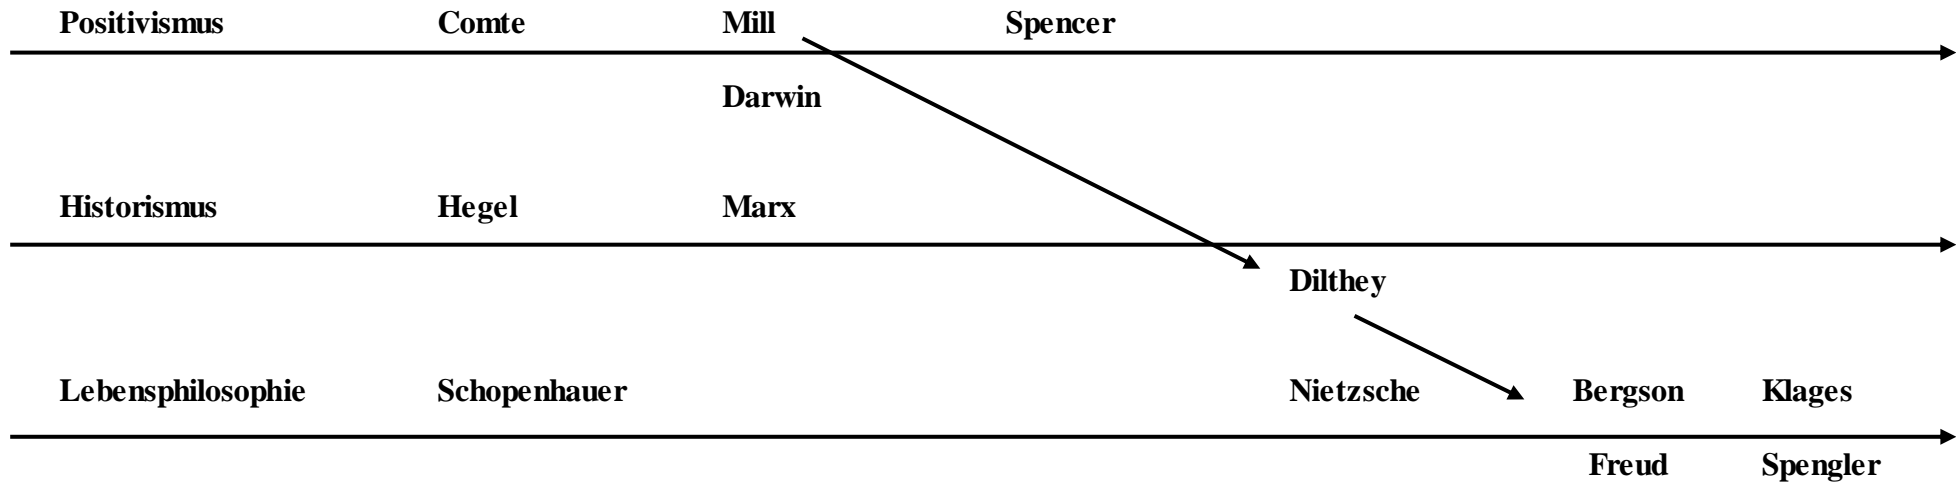 Positivismus Comte Mill Spencer
Darwin
Historismus Hegel Marx
Dilthey
Lebensphilosophie Schopenhauer Nietzsche Bergson Klages
Freud Spengler